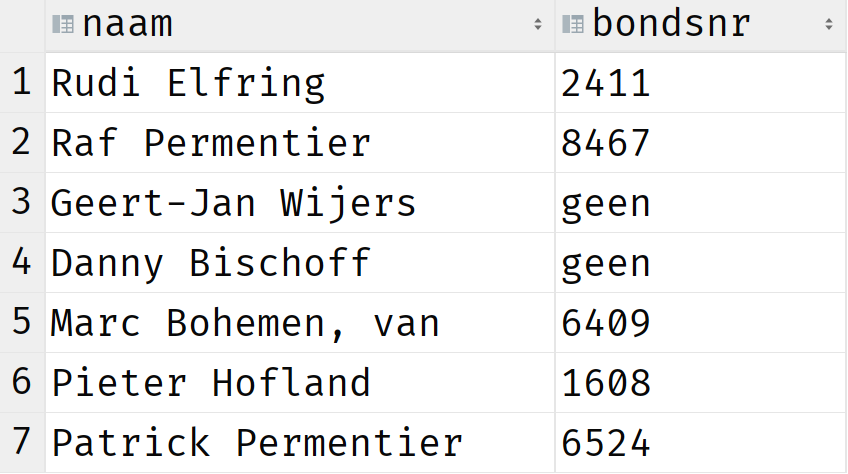 naam bondsnr
1 Rudi Elfring 2411
2 Raf Permentier 8467
3 Geert-Jan Wijers geen
4 Danny Bischoff geen
5 Marc Bohemen, van 6409
6 Pieter Hofland 1608
7 Patrick Permentier 6524